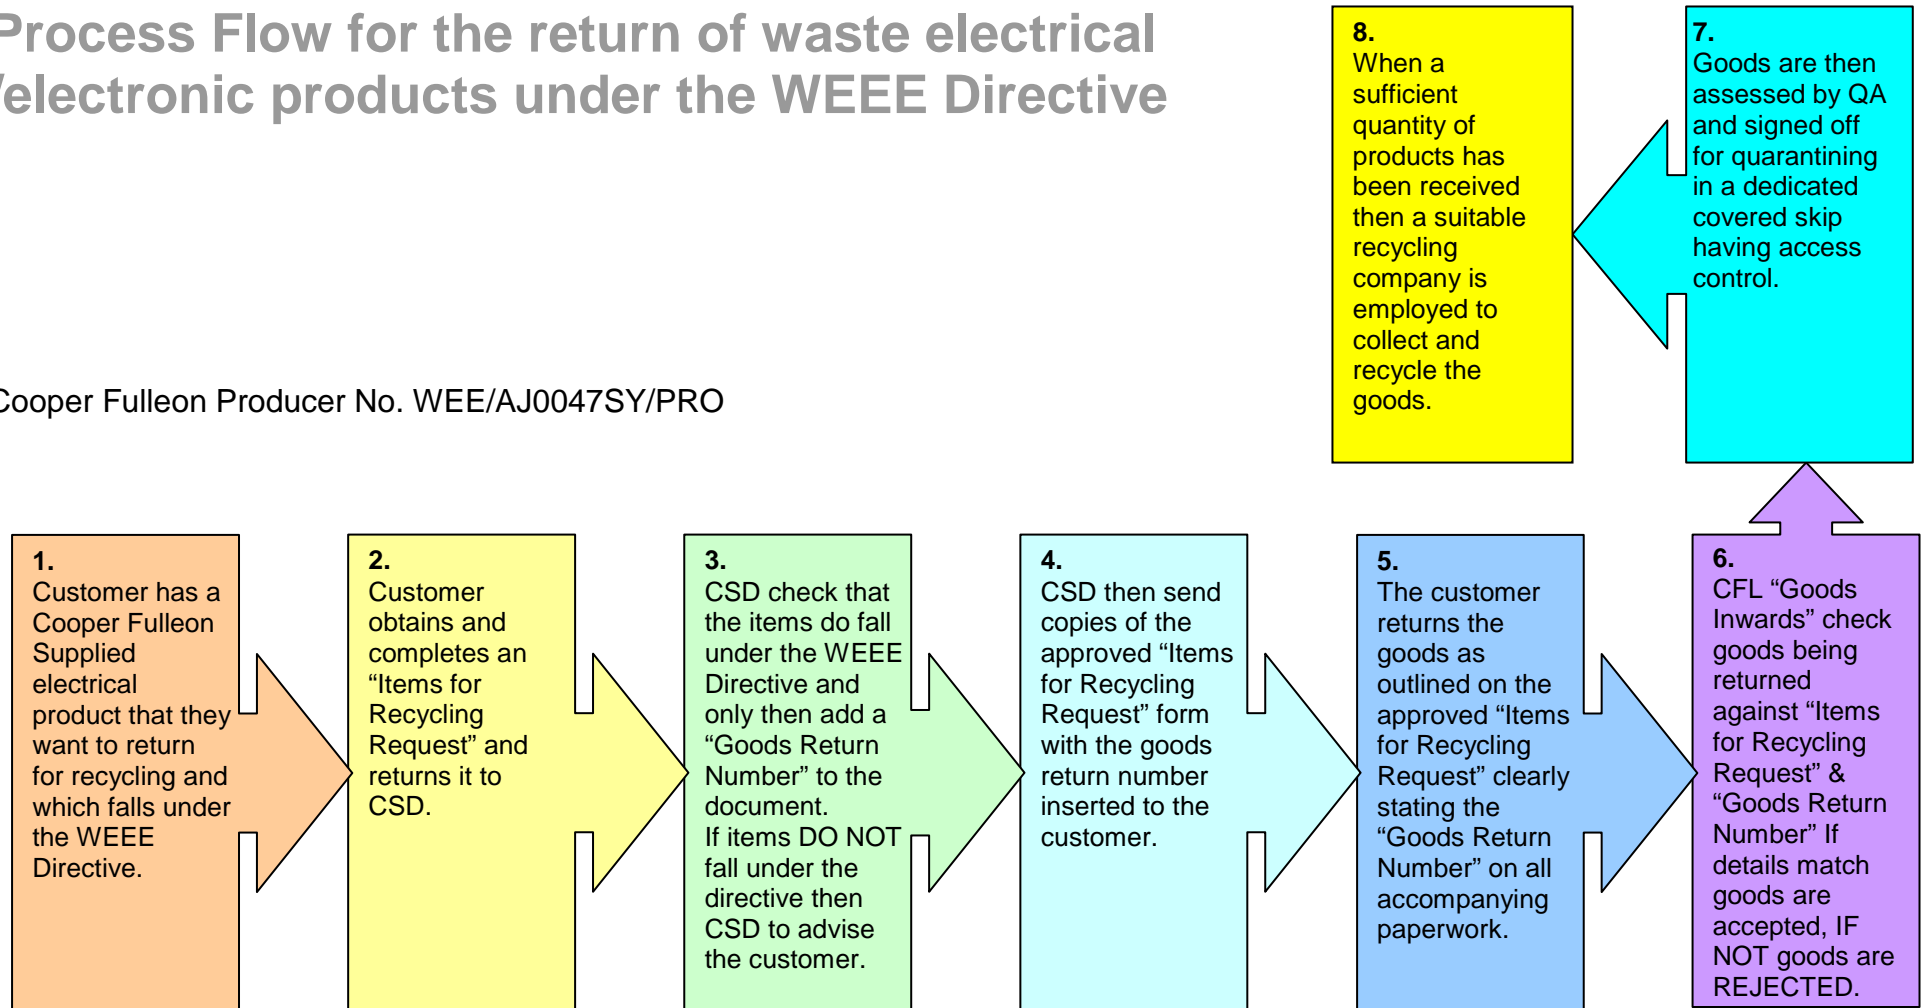 Process Flow for the return of waste electrical
/electronic products under the WEEE Directive
Cooper Fulleon Producer No. WEE/AJ0047SY/PRO
1.
Customer has a
Cooper Fulleon
Supplied
electrical
product that they
want to return
for recycling and
which falls under
the WEEE
Directive.
2.
Customer
obtains and
completes an
“Items for
Recycling
Request” and
returns it to
CSD.
3.
CSD check that
the items do fall
under the WEEE
Directive and
only then add a
“Goods Return
Number” to the
document.
If items DO NOT
fall under the
directive then
CSD to advise
the customer.
4.
CSD then send
copies of the
approved “Items
for Recycling
Request” form
with the goods
return number
inserted to the
customer.
5.
The customer
returns the
goods as
outlined on the
approved “Items
for Recycling
Request” clearly
stating the
“Goods Return
Number” on all
accompanying
paperwork.
6.
CFL “Goods
Inwards” check
goods being
returned
against “Items
for Recycling
Request” &
“Goods Return
Number” If
details match
goods are
accepted, IF
NOT goods are
REJECTED.
7.
Goods are then
assessed by QA
and signed off
for quarantining
in a dedicated
covered skip
having access
control.
8.
When a
sufficient
quantity of
products has
been received
then a suitable
recycling
company is
employed to
collect and
recycle the
goods.